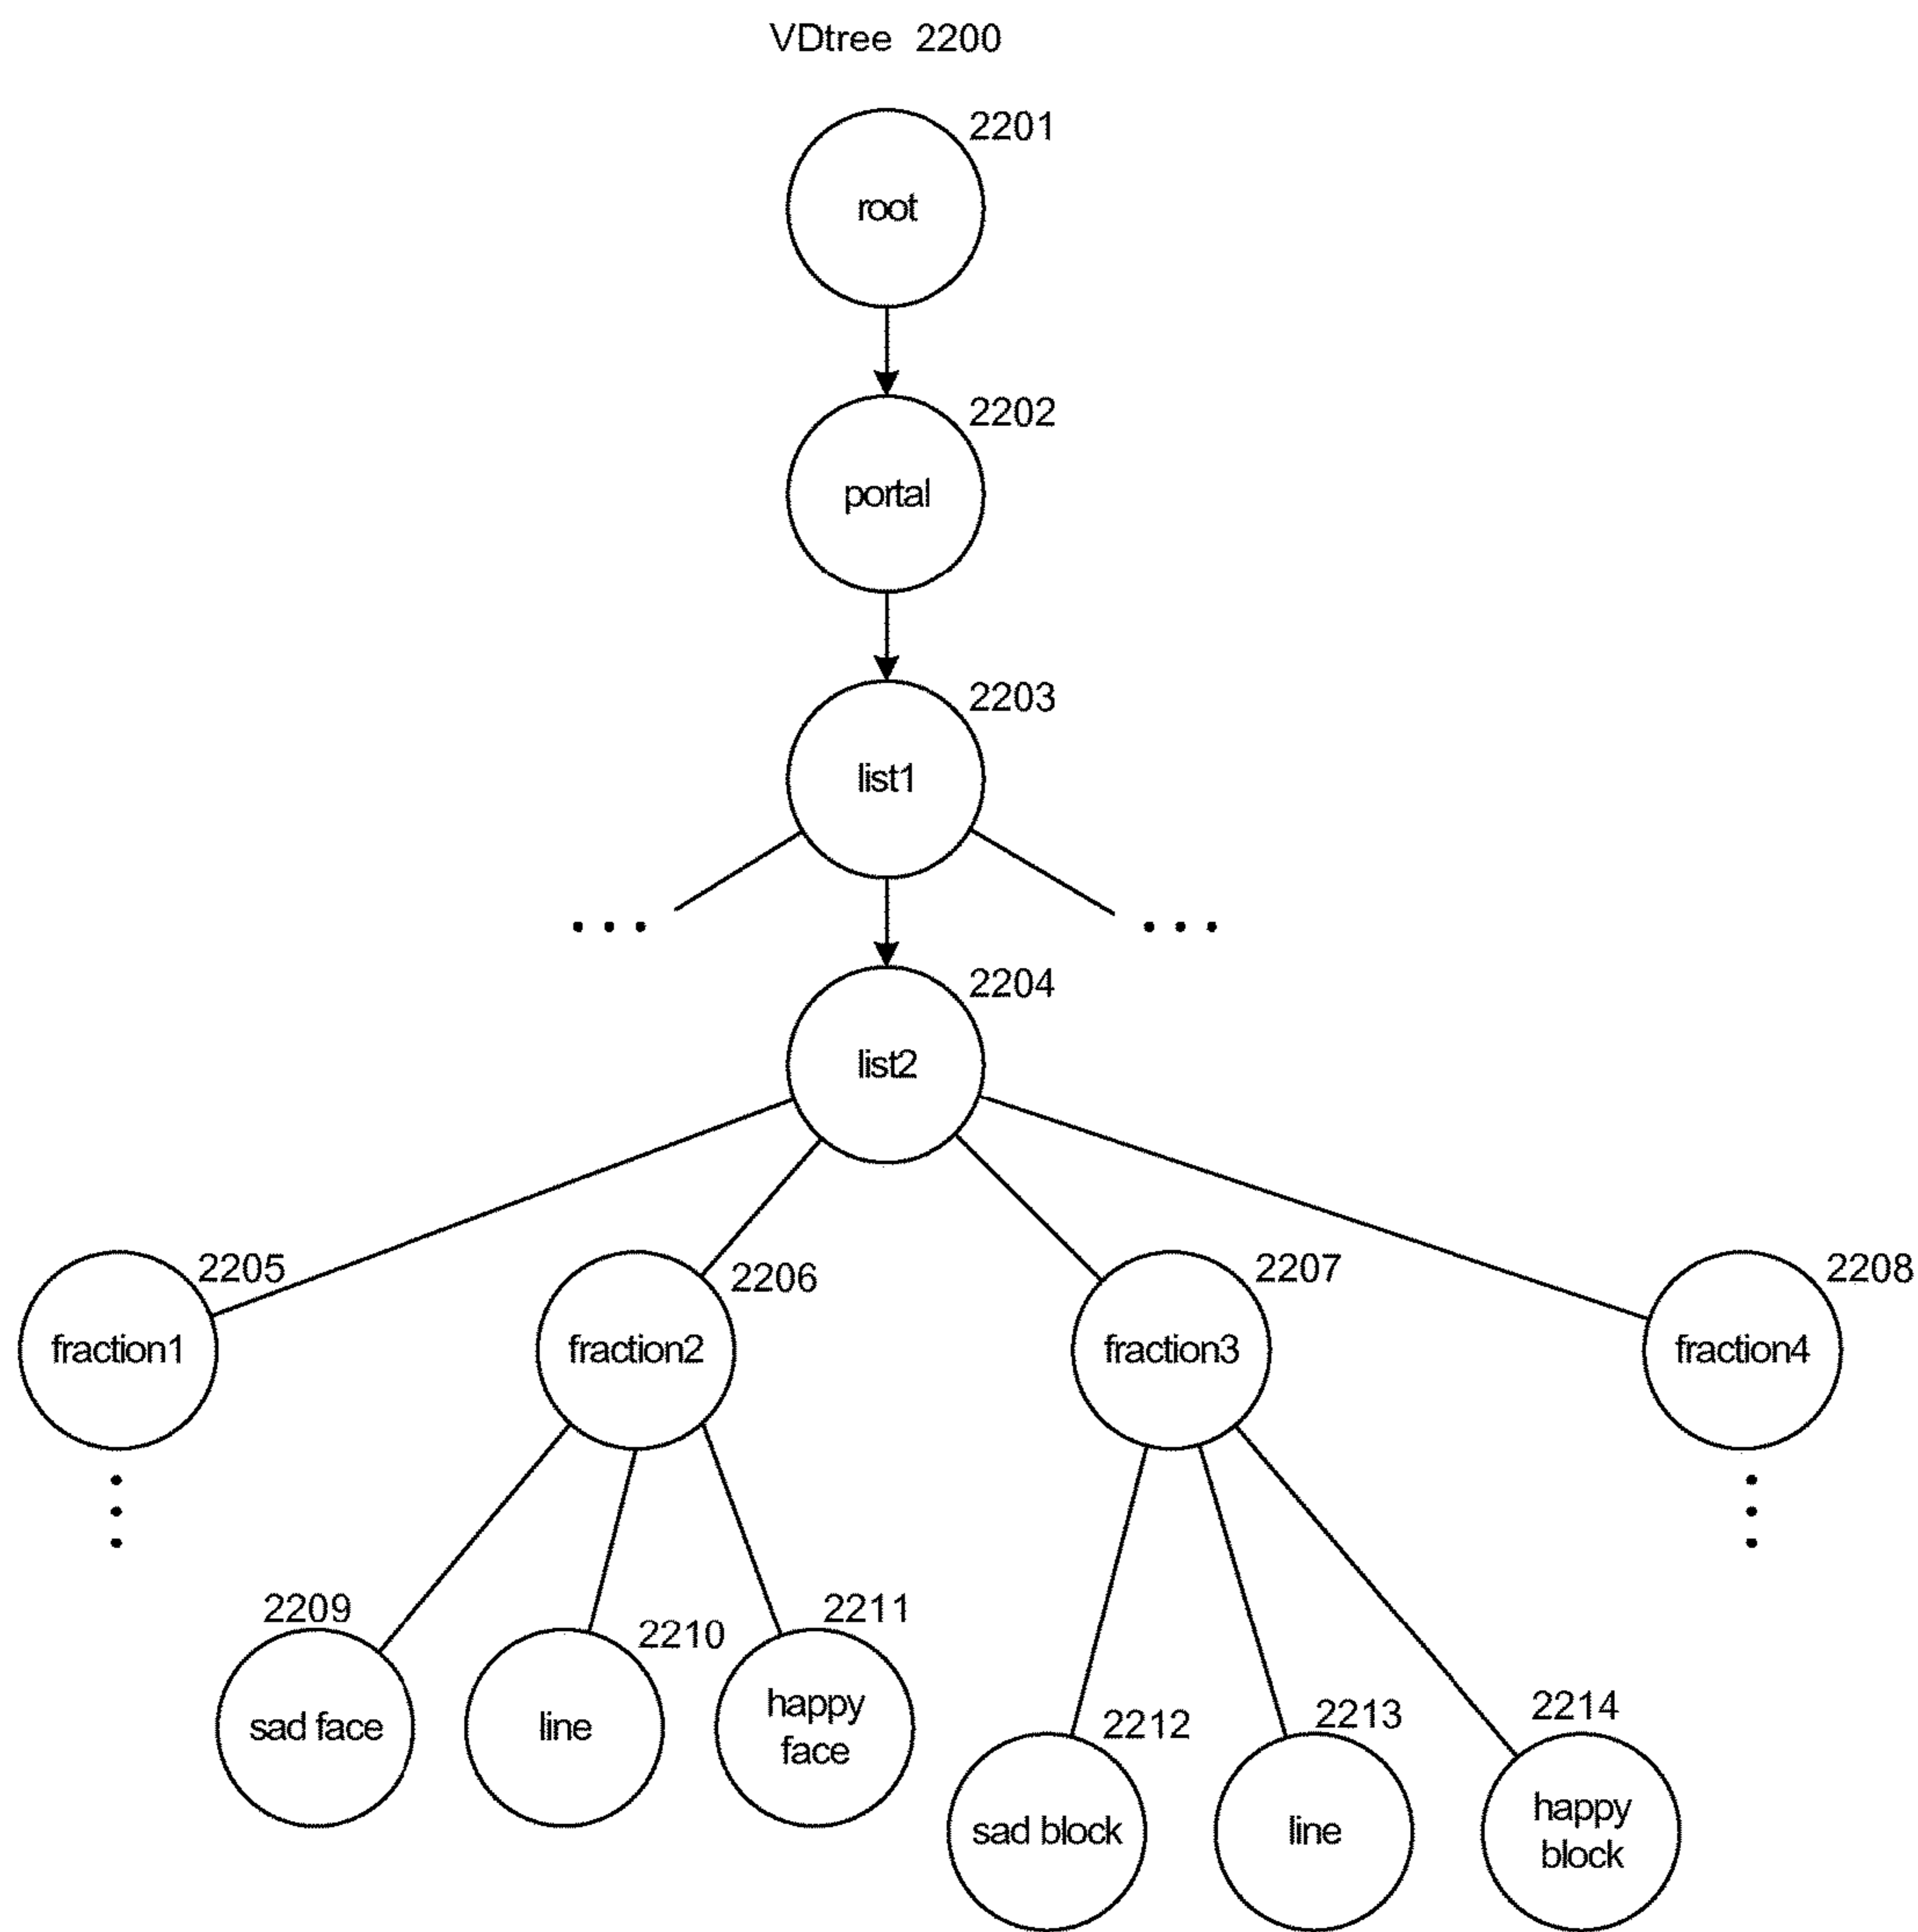 VDtree 2200
2201
root
2202
portal
2203
list1
. . .
. . .
2204
list2
2205
fraction1
2206
fraction2
2207
fraction3
2208
fraction4
2209
sad face
2210
line
2211
happy
face
2212
sad block
2213
line
2214
happy
block